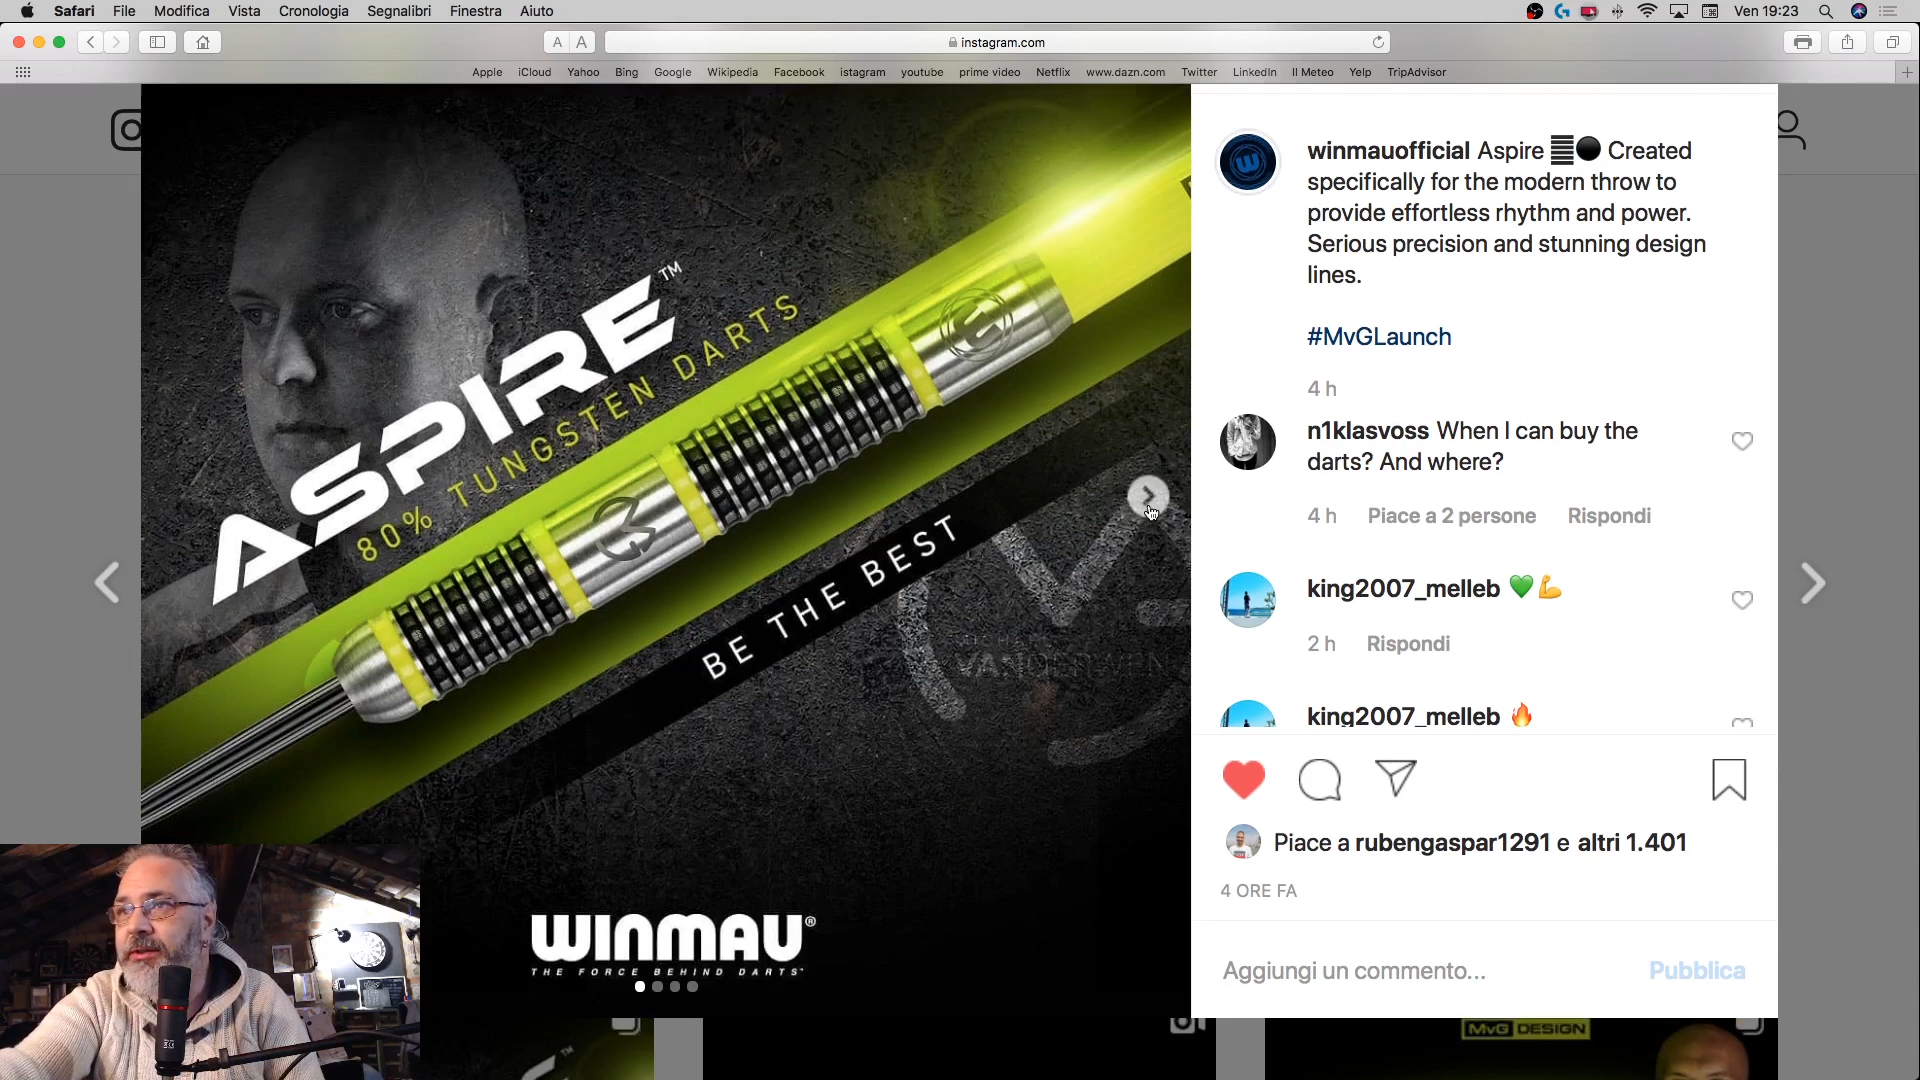 Safari File Modifica Vista Cronologia Segnalibri Finestra Aiuto
Ven 19:23
A A
instagram.com
Apple iCloud Yahoo Bing Google Wikipedia Facebook istagram youtube prime video Netflix www.dazn.com Twitter LinkedIn Il Meteo Yelp TripAdvisor
ASPIRE™
80% TUNGSTEN DARTS
BE THE BEST
WINMAU®
THE FORCE BEHIND DARTS™
winmauofficial Aspire Created
specifically for the modern throw to
provide effortless rhythm and power.
Serious precision and stunning design
lines.
#MvGLaunch
4 h
n1klasvoss When I can buy the
darts? And where?
4 h Piace a 2 persone Rispondi
king2007_melleb 💚💪
2 h Rispondi
king2007_melleb 🔥
Piace a rubengaspar1291 e altri 1.401
4 ORE FA
Aggiungi un commento... Pubblica
MvG DESIGN